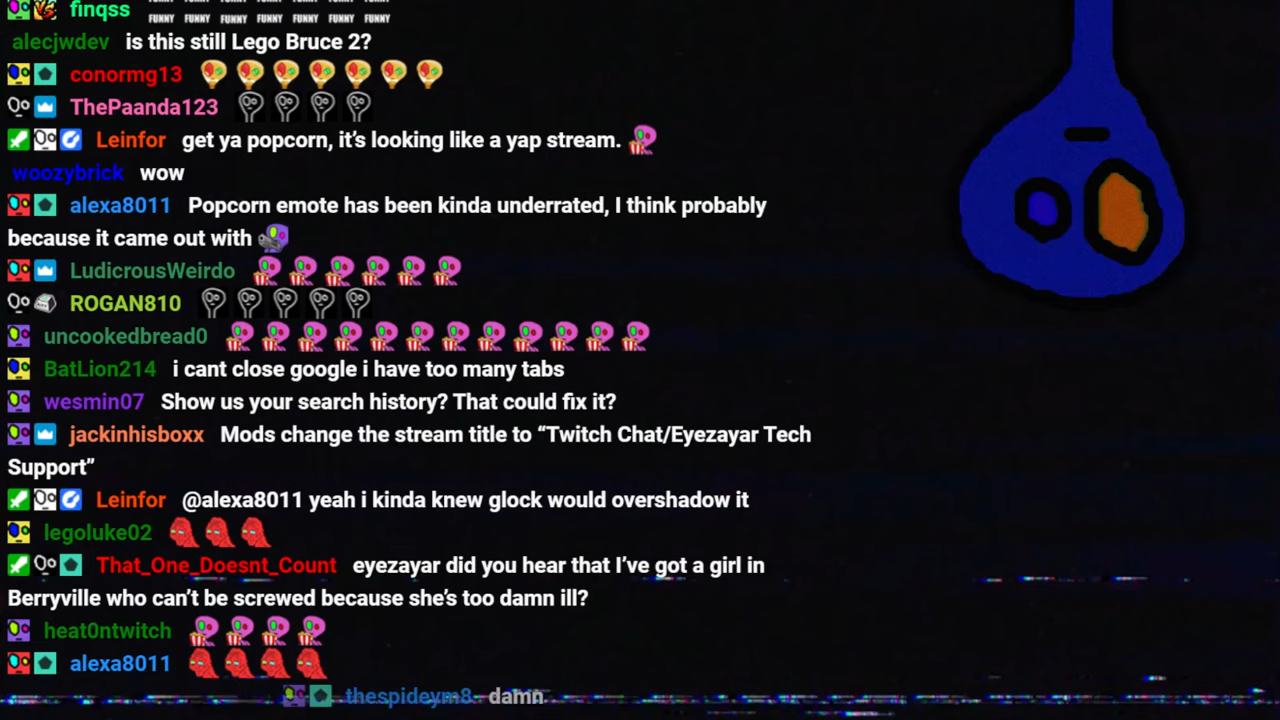 finqss FUNNY FUNNY FUNNY FUNNY FUNNY FUNNY FUNNY
alecjwdev is this still Lego Bruce 2?
conormg13
ThePaanda123
Leinfor get ya popcorn, it’s looking like a yap stream.
woozybrick wow
alexa8011 Popcorn emote has been kinda underrated, I think probably
because it came out with
LudicrousWeirdo
ROGAN810
uncookedbread0
BatLion214 i cant close google i have too many tabs
wesmin07 Show us your search history? That could fix it?
jackinhisboxx Mods change the stream title to “Twitch Chat/Eyezayar Tech
Support”
Leinfor @alexa8011 yeah i kinda knew glock would overshadow it
legoluke02
That_One_Doesnt_Count eyezayar did you hear that I’ve got a girl in
Berryville who can’t be screwed because she’s too damn ill?
heat0ntwitch
alexa8011
thespideym8 damn